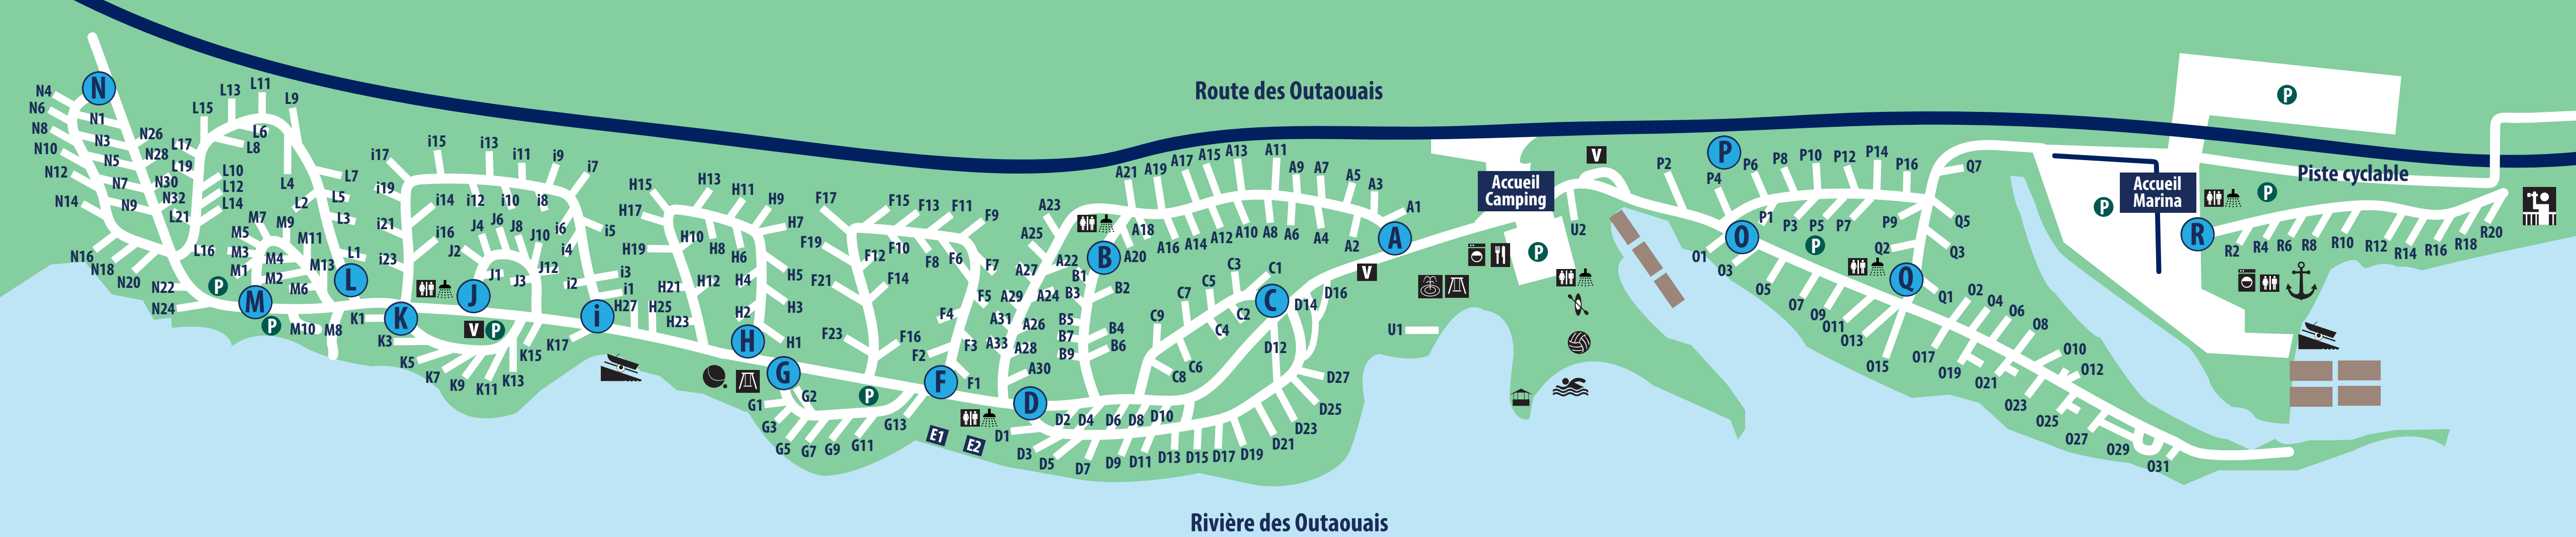 Route des Outaouais
Rivière des Outaouais
Piste cyclable
Accueil
Camping
Accueil
Marina
N
N4
N6
N8
N10
N12
N14
N16
N18
N20
N22
N24
N1
N3
N5
N7
N9
N26
N28
N30
N32
L15
L13
L11
L9
L17
L19
L21
L6
L8
L10
L12
L14
L16
L4
L2
L7
L5
L3
L1
L
M7
M9
M5
M3
M1
M11
M4
M2
M13
M6
M10
M8
M
P
P
K1
K
K3
K5
K7
K9
K11
K13
K15
K17
i17
i15
i13
i11
i9
i7
i19
i21
i23
i14
i12
i10
i8
i16
i6
i5
i4
i3
i2
i1
i
J4
J6
J8
J10
J2
J12
J1
J3
J
V
P
H15
H13
H11
H9
H17
H7
H19
H10
H8
H6
H5
H12
H4
H21
H3
H27
H25
H23
H2
H1
H
G
G1
G2
G3
G5
G7
G9
G11
G13
P
F17
F15
F13
F11
F9
F19
F12
F10
F8
F6
F7
F21
F14
F5
F4
F23
F16
F3
F2
F1
F
E1
E2
A23
A25
A27
A29
A31
A33
A22
A24
A26
A28
A30
A21
A19
A17
A15
A13
A11
A9
A7
A5
A3
A1
A18
A20
A16
A14
A12
A10
A8
A6
A4
A2
A
B
B1
B2
B3
B5
B4
B7
B6
B9
C3
C1
C5
C7
C9
C2
C4
C6
C8
C
D
D1
D2
D4
D6
D8
D10
D12
D14
D16
D3
D5
D7
D9
D11
D13
D15
D17
D19
D21
D23
D25
D27
V
V
P
U1
U2
P2
P4
P
P6
P8
P10
P12
P14
P16
P1
P3
P5
P7
P9
P
O
O1
O3
O5
O7
O9
O11
O13
O15
O17
O19
O21
O23
O25
O27
O29
O31
O2
O4
O6
O8
O10
O12
Q7
Q5
Q3
Q2
Q1
Q
P
P
P
R
R2
R4
R6
R8
R10
R12
R14
R16
R18
R20